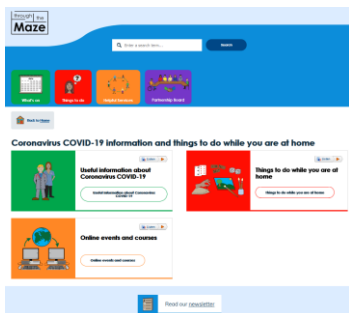 through the
Maze
Enter a search term...
Search
What's on
Things to do
Helpful Services
Partnership Board
Back to Home
Coronavirus COVID-19 information and things to do while you are at home
Listen
Useful information about
Coronavirus COVID-19
Useful information about Coronavirus
COVID-19
Listen
Things to do while you are at
home
Things to do while you are at home
Listen
Online events and courses
Online events and courses
Read our newsletter